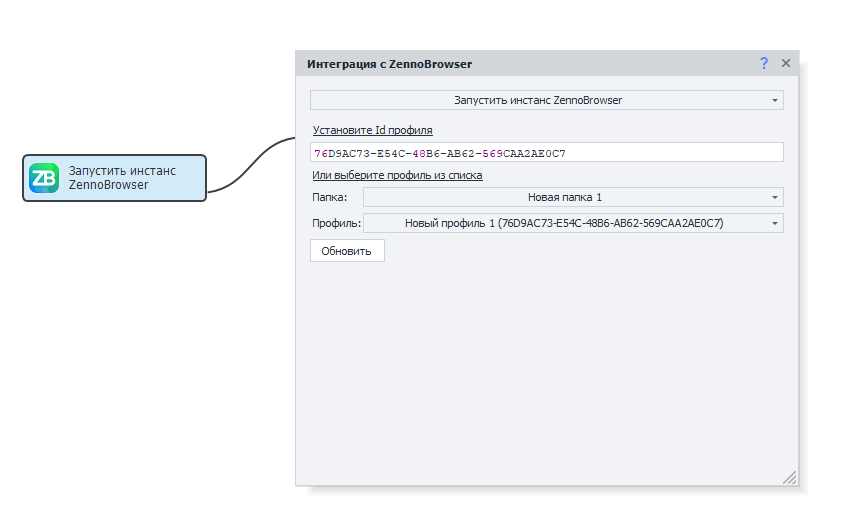 Интеграция с ZennoBrowser
?
Запустить инстанс ZennoBrowser
Установите Id профиля
76D9AC73-E54C-48B6-AB62-569CAA2AE0C7
Или выберите профиль из списка
Папка: Новая папка 1
Профиль: Новый профиль 1 (76D9AC73-E54C-48B6-AB62-569CAA2AE0C7)
Обновить
ZB
Запустить инстанс
ZennoBrowser